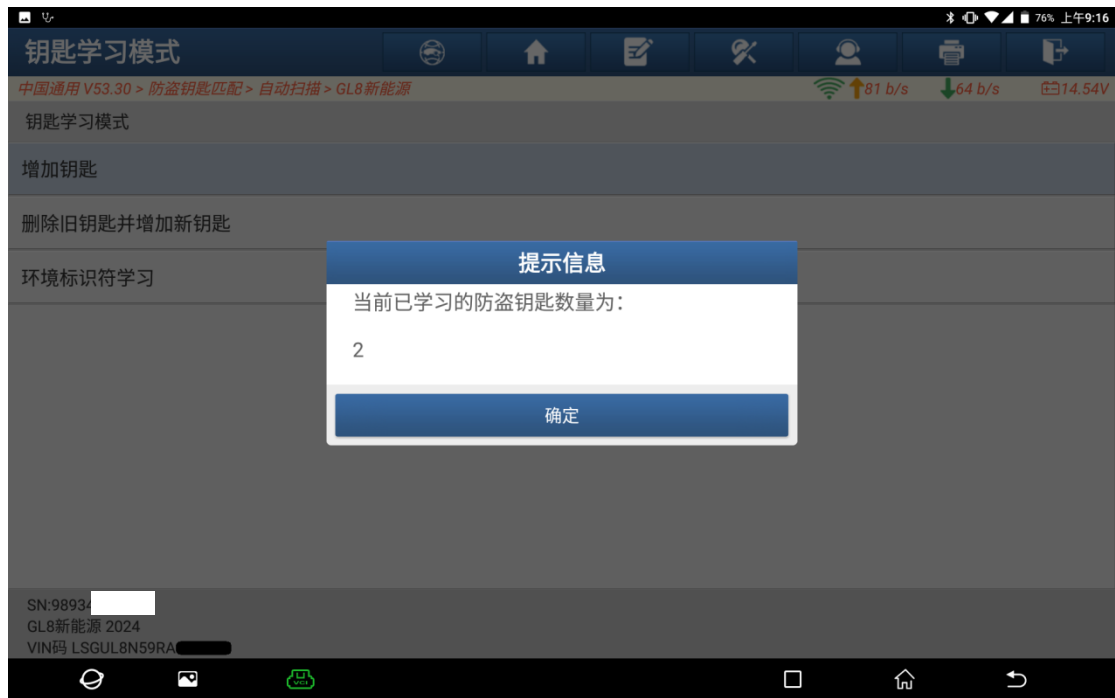 76% 上午9:16
钥匙学习模式
中国通用 V53.30 > 防盗钥匙匹配 > 自动扫描 > GL8新能源 81 b/s 64 b/s 14.54V
钥匙学习模式
增加钥匙
删除旧钥匙并增加新钥匙
环境标识符学习
提示信息
当前已学习的防盗钥匙数量为：
2
确定
SN:98934
GL8新能源 2024
VIN码 LSGUL8N59RA
VCI